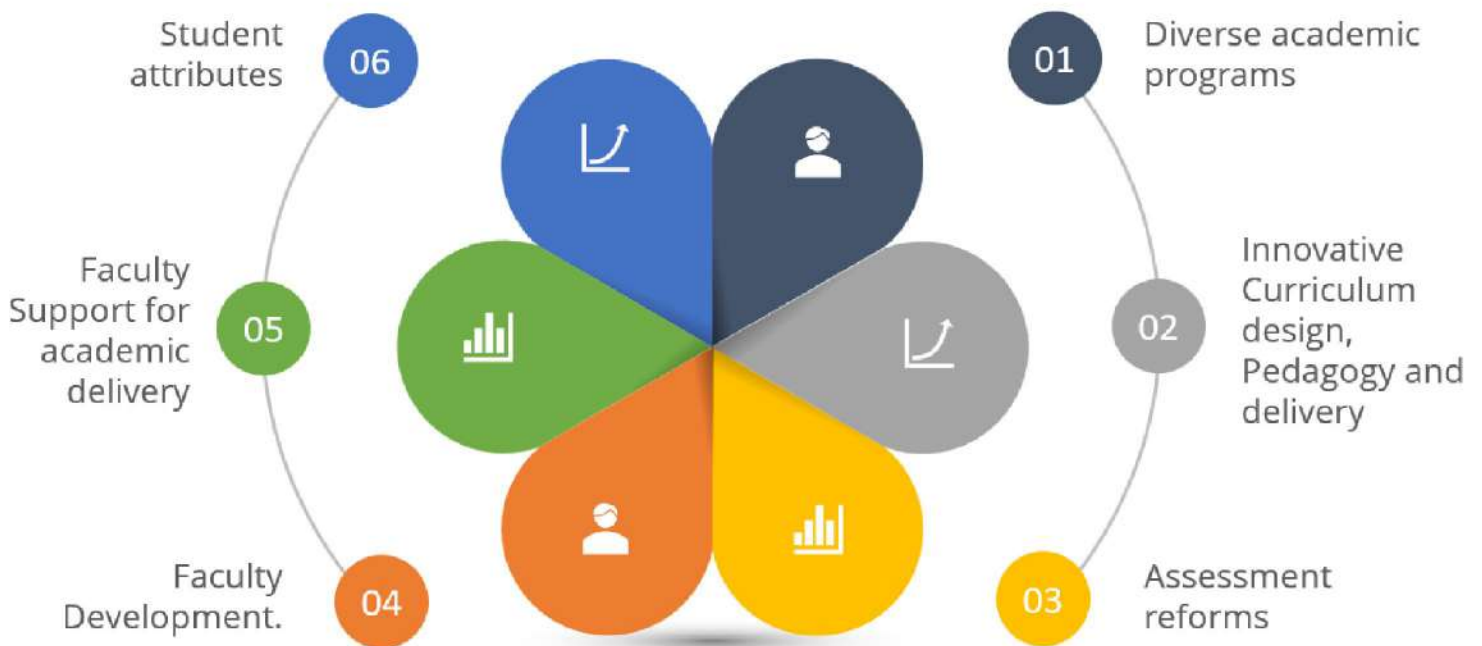 01
Diverse academic
programs
02
Innovative
Curriculum
design,
Pedagogy and
delivery
03
Assessment
reforms
04
Faculty
Development.
05
Faculty
Support for
academic
delivery
06
Student
attributes